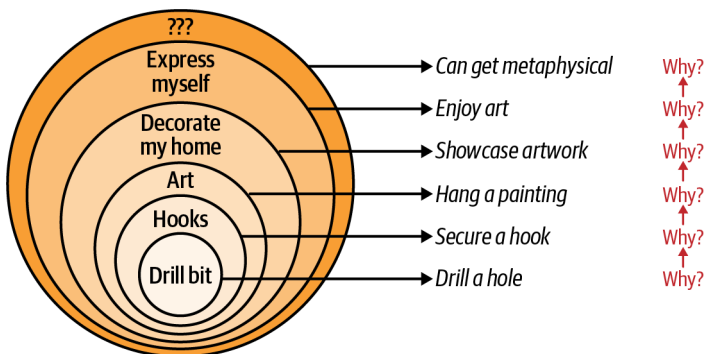 ???
Express
myself
Decorate
my home
Art
Hooks
Drill bit
Can get metaphysical
Enjoy art
Showcase artwork
Hang a painting
Secure a hook
Drill a hole
Why?
Why?
Why?
Why?
Why?
Why?